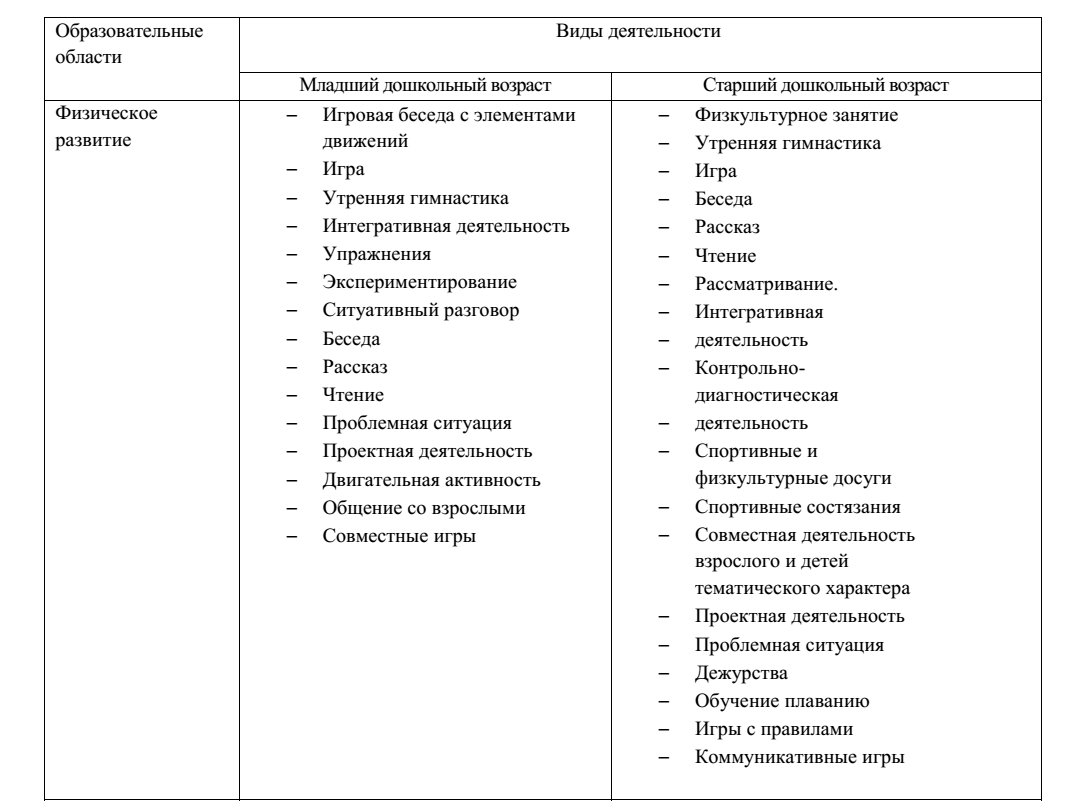 Образовательные
области
Виды деятельности
Младший дошкольный возраст
Старший дошкольный возраст
Физическое
развитие
– Игровая беседа с элементами
движений
– Игра
– Утренняя гимнастика
– Интегративная деятельность
– Упражнения
– Экспериментирование
– Ситуативный разговор
– Беседа
– Рассказ
– Чтение
– Проблемная ситуация
– Проектная деятельность
– Двигательная активность
– Общение со взрослыми
– Совместные игры
– Физкультурное занятие
– Утренняя гимнастика
– Игра
– Беседа
– Рассказ
– Чтение
– Рассматривание.
– Интегративная
– деятельность
– Контрольно-
диагностическая
– деятельность
– Спортивные и
физкультурные досуги
– Спортивные состязания
– Совместная деятельность
взрослого и детей
тематического характера
– Проектная деятельность
– Проблемная ситуация
– Дежурства
– Обучение плаванию
– Игры с правилами
– Коммуникативные игры